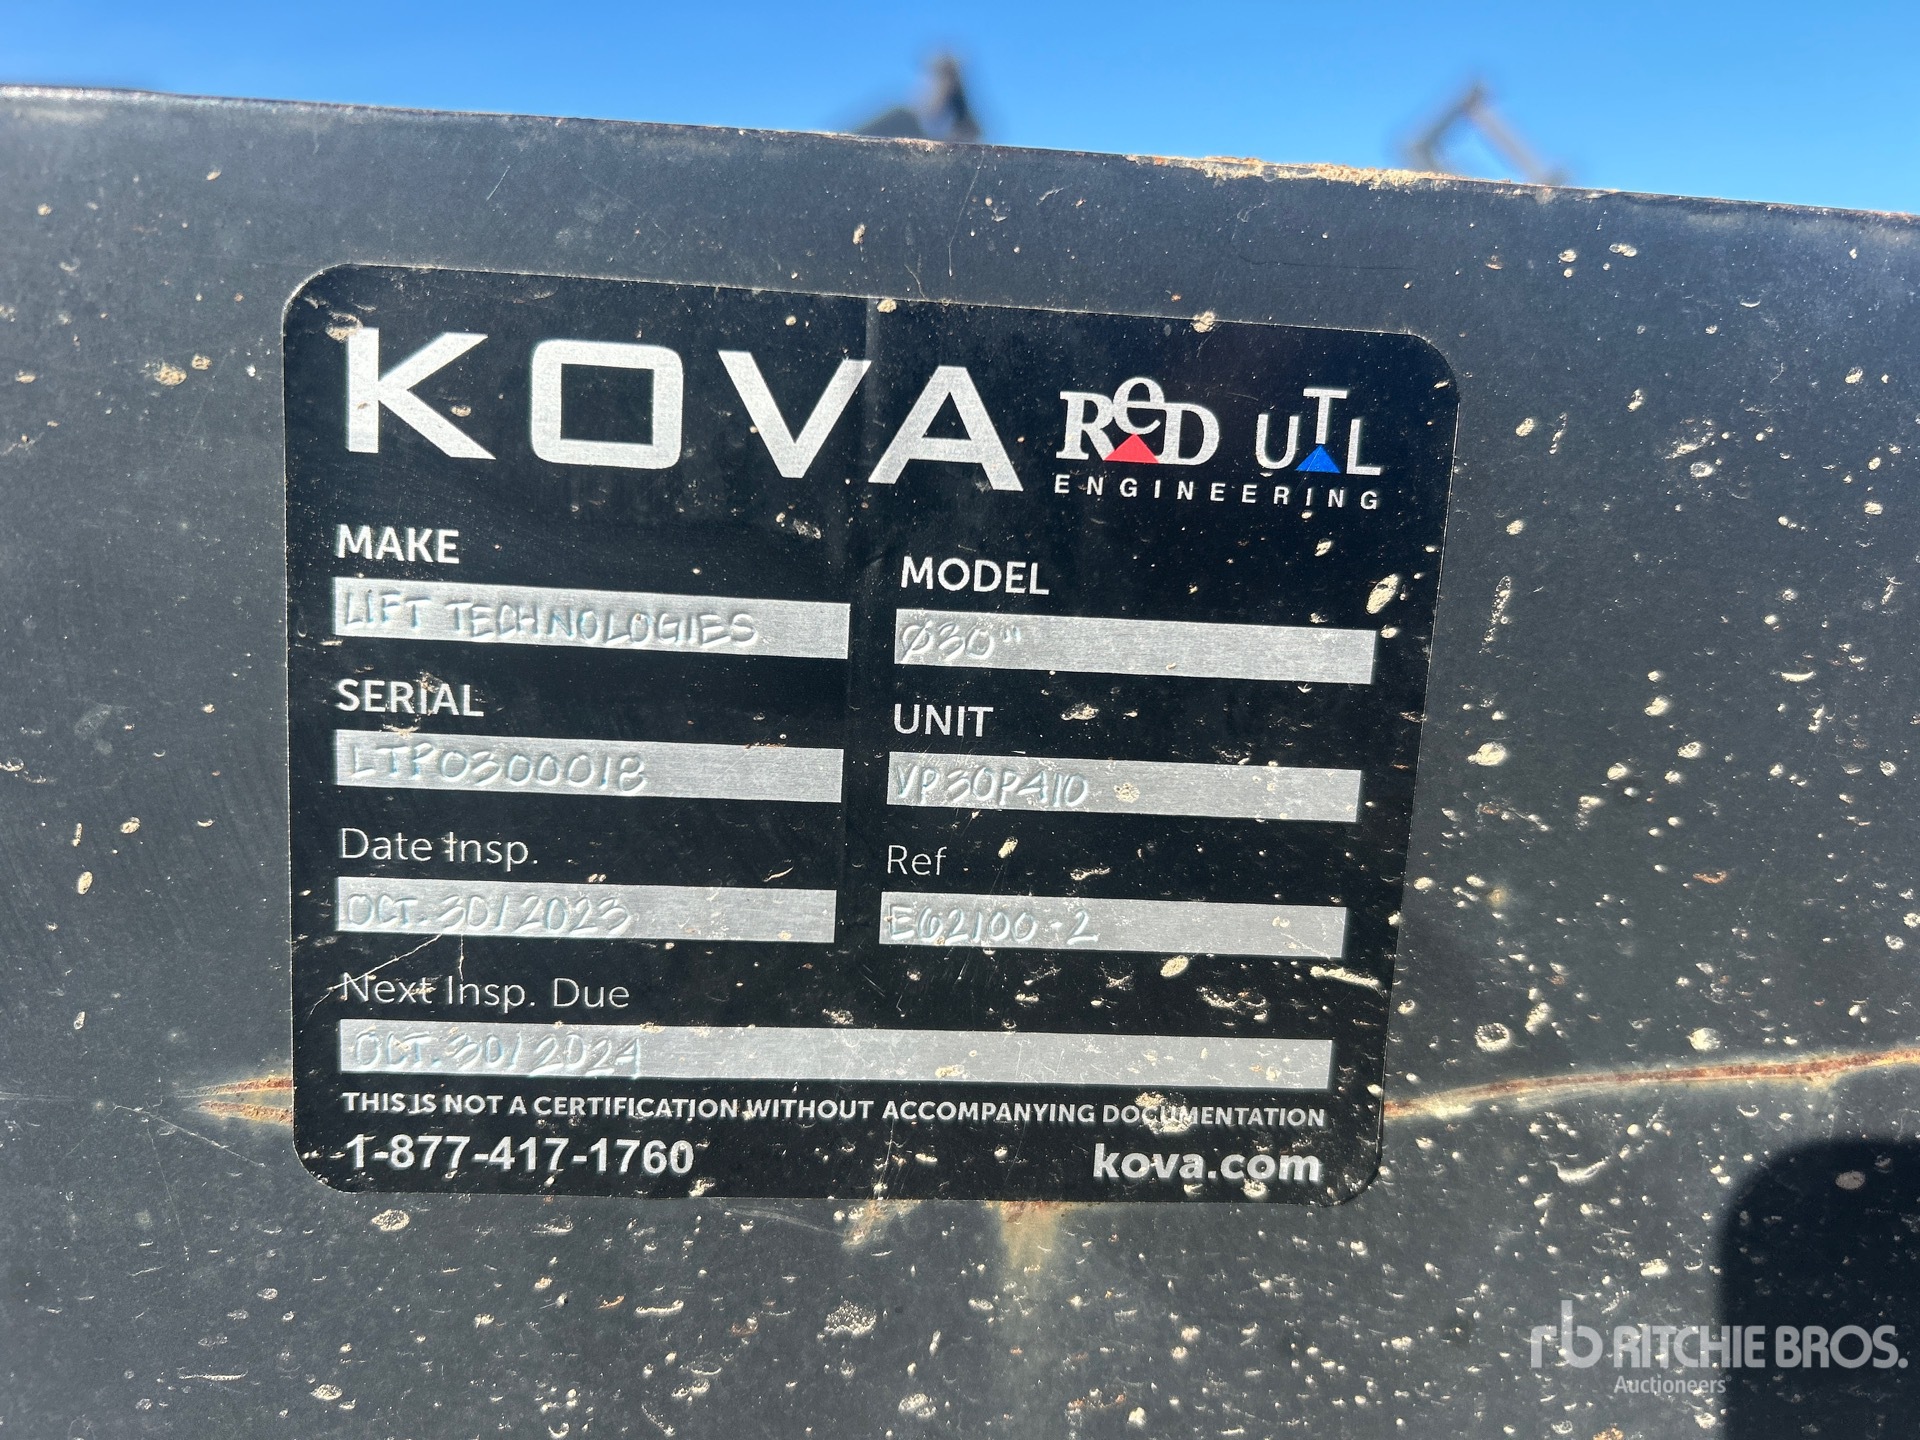 KOVA ReD UTL
ENGINEERING
MAKE
LIFT TECHNOLOGIES
MODEL
Ø30"
SERIAL
LTP0300018
UNIT
VP30P410
Date Insp.
OCT. 30/2023
Ref
E62100-2
Next Insp. Due
OCT. 30/2024
THIS IS NOT A CERTIFICATION WITHOUT ACCOMPANYING DOCUMENTATION
1-877-417-1760 kova.com
rb RITCHIE BROS.
Auctioneers